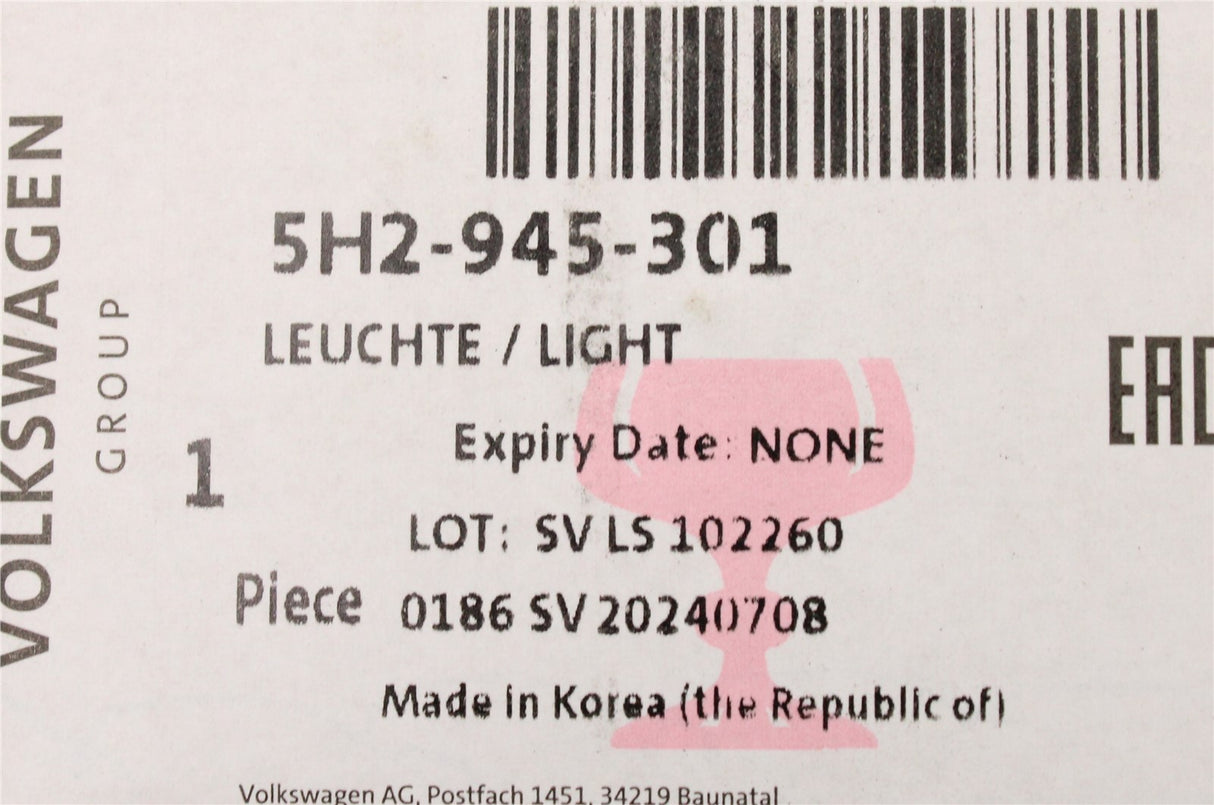 VOLKSWAGEN
GROUP
5H2-945-301
LEUCHTE / LIGHT
EAC
Expiry Date: NONE
1
LOT: SV LS 102260
Piece 0186 SV 20240708
Made in Korea (the Republic of)
Volkswagen AG, Postfach 1451, 34219 Baunatal